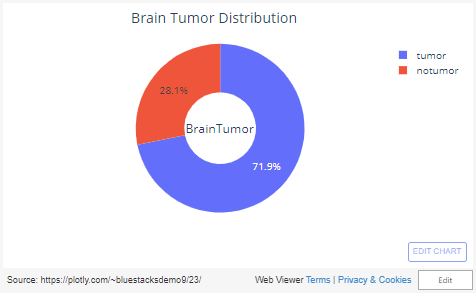 Brain Tumor Distribution
tumor
notumor
28.1%
BrainTumor
71.9%
EDIT CHART
Source: https://plotly.com/~bluestacksdemo9/23/ Web Viewer Terms | Privacy & Cookies Edit